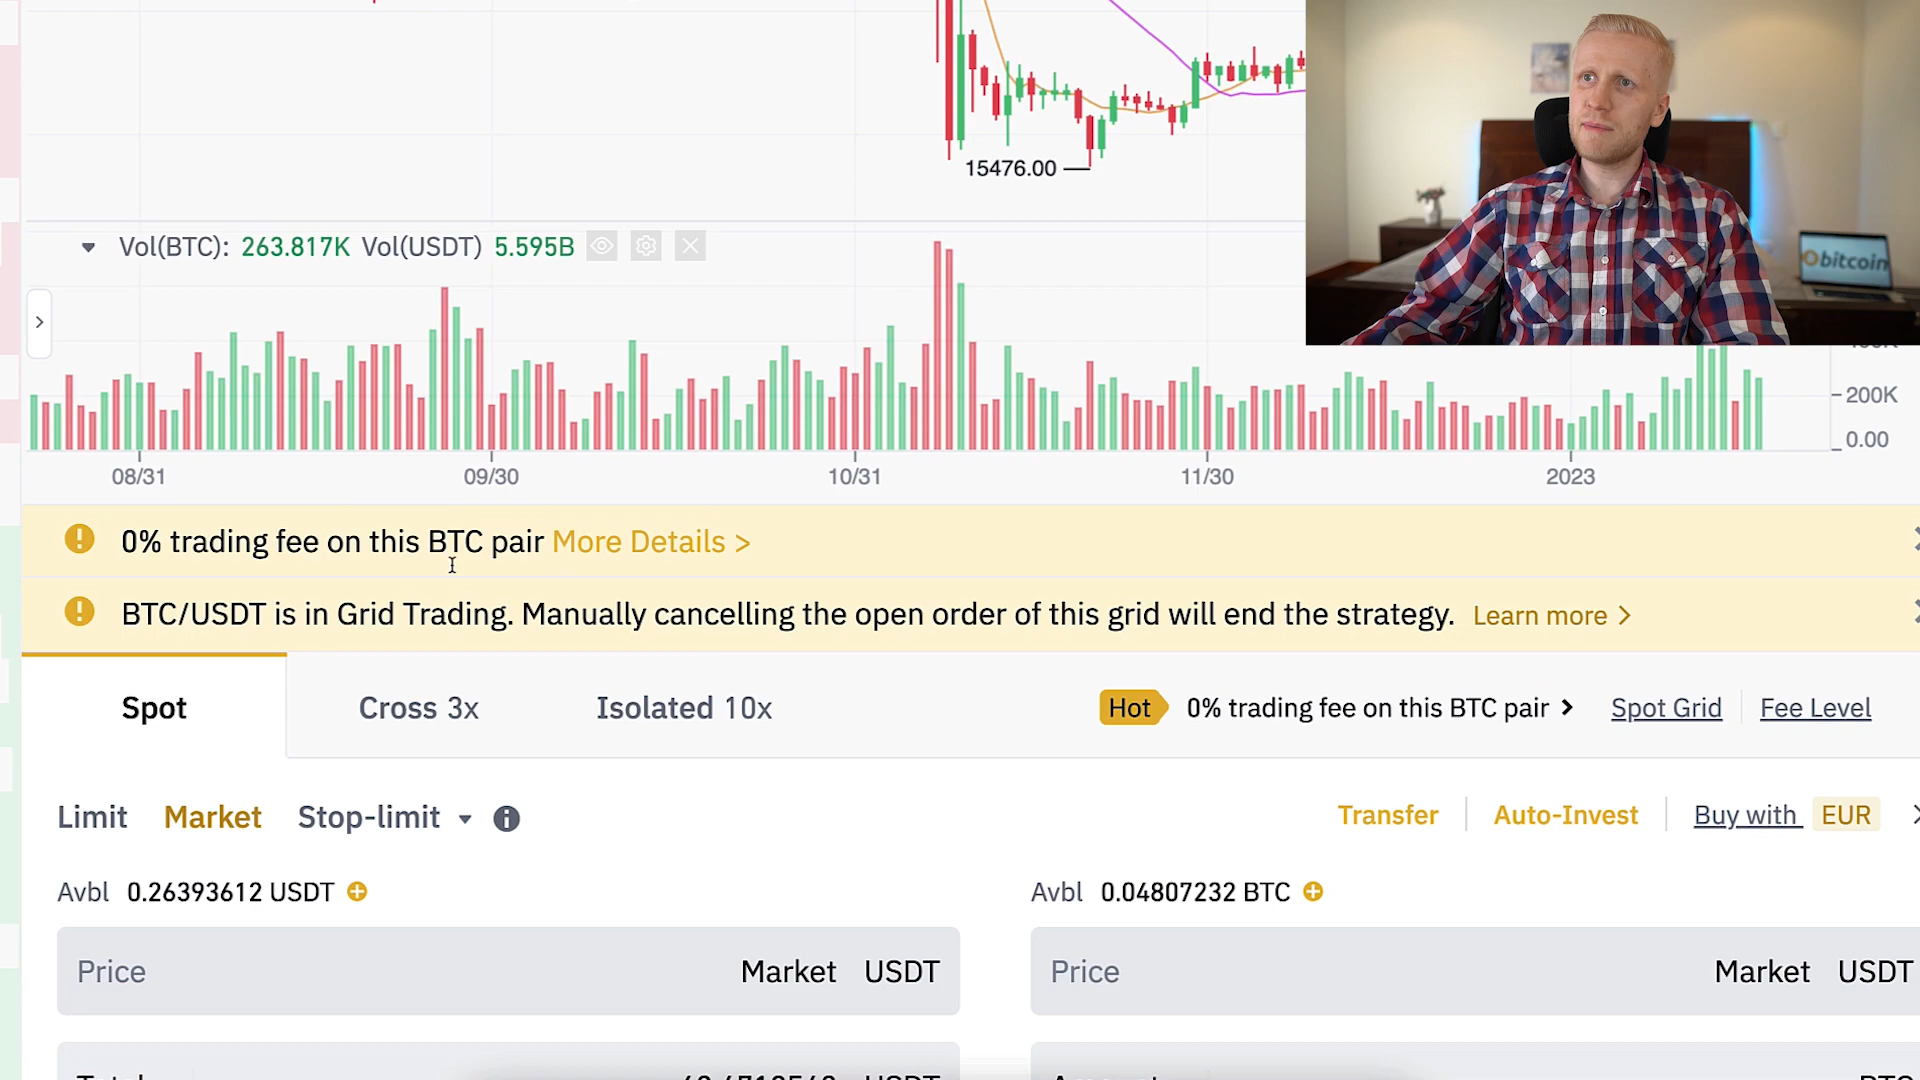 15476.00
Vol(BTC): 263.817K Vol(USDT) 5.595B
bitcoin
200K
0.00
08/31 09/30 10/31 11/30 2023
0% trading fee on this BTC pair More Details >
BTC/USDT is in Grid Trading. Manually cancelling the open order of this grid will end the strategy. Learn more >
Spot Cross 3x Isolated 10x Hot 0% trading fee on this BTC pair > Spot Grid Fee Level
Limit Market Stop-limit Transfer Auto-Invest Buy with EUR
Avbl 0.26393612 USDT Avbl 0.04807232 BTC
Price Market USDT Price Market USDT